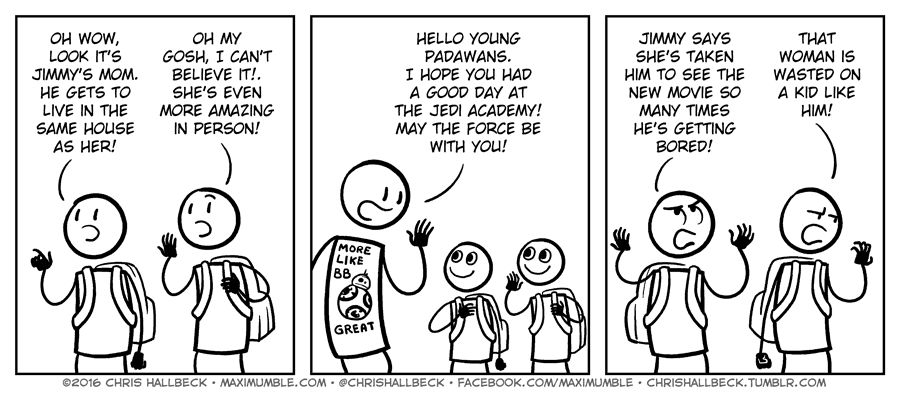 OH WOW,
LOOK IT'S
JIMMY'S MOM.
HE GETS TO
LIVE IN THE
SAME HOUSE
AS HER!
OH MY
GOSH, I CAN'T
BELIEVE IT!.
SHE'S EVEN
MORE AMAZING
IN PERSON!
HELLO YOUNG
PADAWANS.
I HOPE YOU HAD
A GOOD DAY AT
THE JEDI ACADEMY!
MAY THE FORCE BE
WITH YOU!
MORE
LIKE
BB
GREAT
JIMMY SAYS
SHE'S TAKEN
HIM TO SEE THE
NEW MOVIE SO
MANY TIMES
HE'S GETTING
BORED!
THAT
WOMAN IS
WASTED ON
A KID LIKE
HIM!
©2016 CHRIS HALLBECK • MAXIMUMBLE.COM • @CHRISHALLBECK • FACEBOOK.COM/MAXIMUMBLE • CHRISHALLBECK.TUMBLR.COM